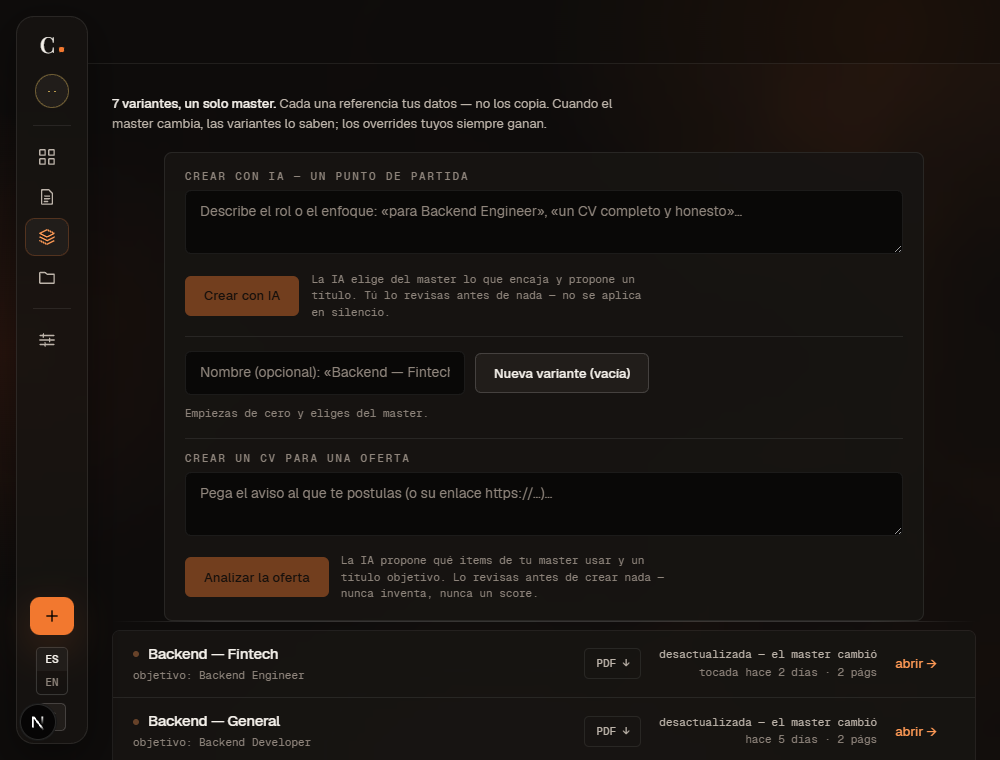 C.
7 variantes, un solo master. Cada una referencia tus datos — no los copia. Cuando el
master cambia, las variantes lo saben; los overrides tuyos siempre ganan.
CREAR CON IA — UN PUNTO DE PARTIDA
Describe el rol o el enfoque: «para Backend Engineer», «un CV completo y honesto»…
Crear con IA
La IA elige del master lo que encaja y propone un
título. Tú lo revisas antes de nada — no se aplica
en silencio.
Nombre (opcional): «Backend — Fintech
Nueva variante (vacía)
Empiezas de cero y eliges del master.
CREAR UN CV PARA UNA OFERTA
Pega el aviso al que te postulas (o su enlace https://…)…
Analizar la oferta
La IA propone qué items de tu master usar y un
título objetivo. Lo revisas antes de crear nada —
nunca inventa, nunca un score.
Backend — Fintech
objetivo: Backend Engineer
PDF ↓
desactualizada — el master cambió
tocada hace 2 días · 2 págs
abrir →
Backend — General
objetivo: Backend Developer
PDF ↓
desactualizada — el master cambió
hace 5 días · 2 págs
abrir →
+
ES
EN
N